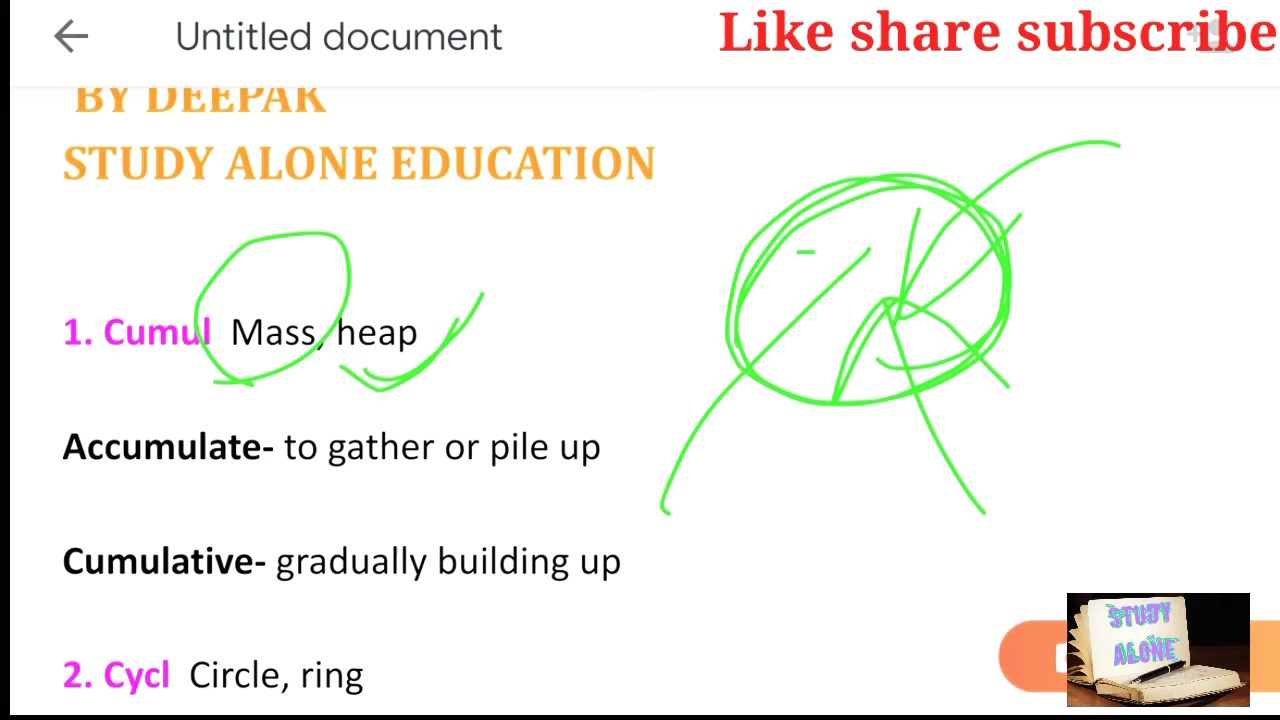 Untitled document
Like share subscribe
BY DEEPAK
STUDY ALONE EDUCATION
1. Cumul Mass, heap
Accumulate- to gather or pile up
Cumulative- gradually building up
2. Cycl Circle, ring
STUDY
ALONE